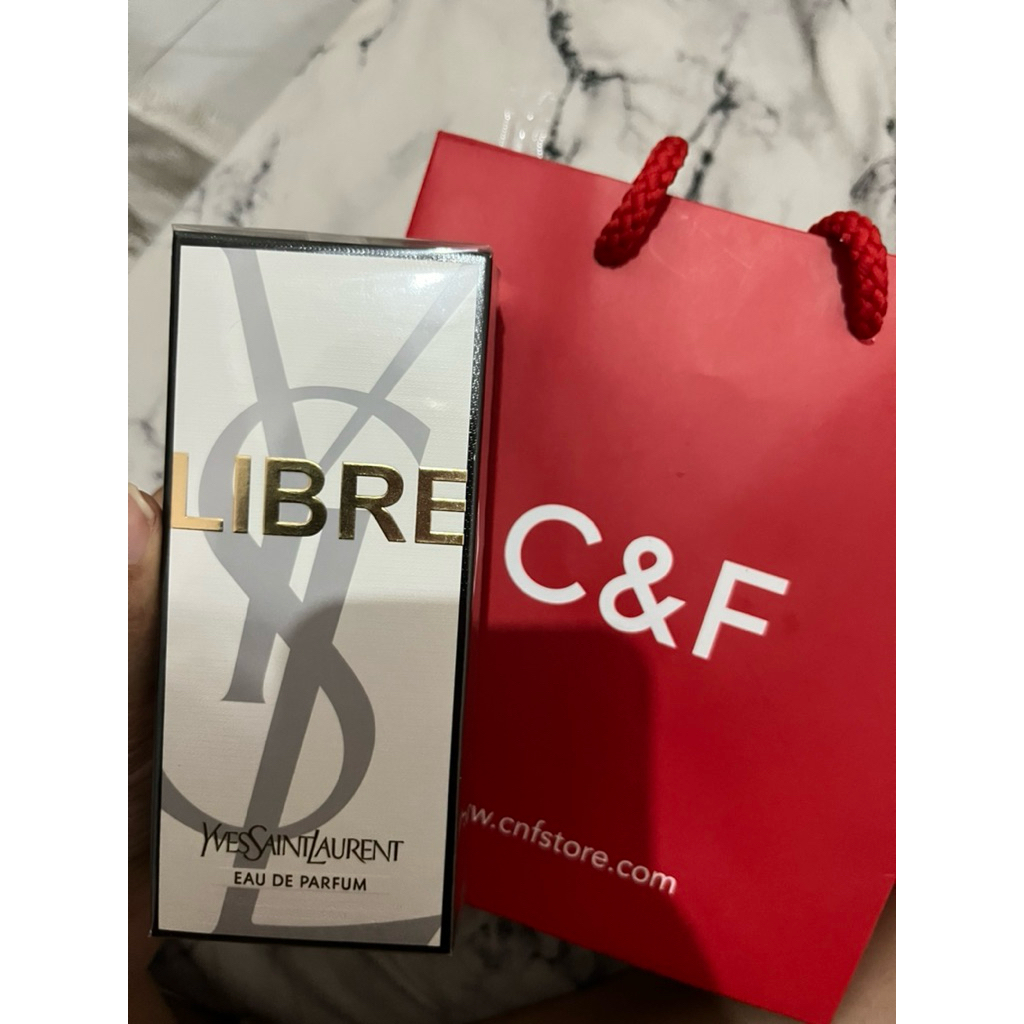 LIBRE
YVESSAINTLAURENT
EAU DE PARFUM
C&F
w.cnfstore.com